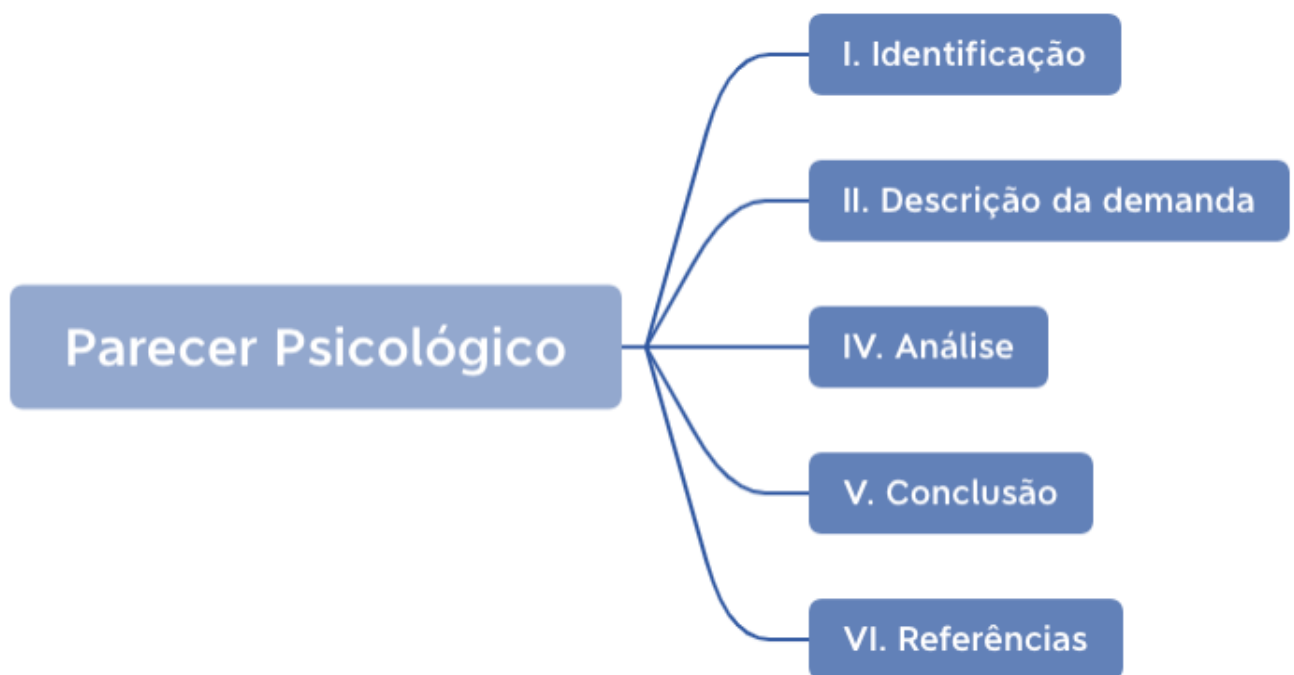 I. Identificação
II. Descrição da demanda
Parecer Psicológico
IV. Análise
V. Conclusão
VI. Referências